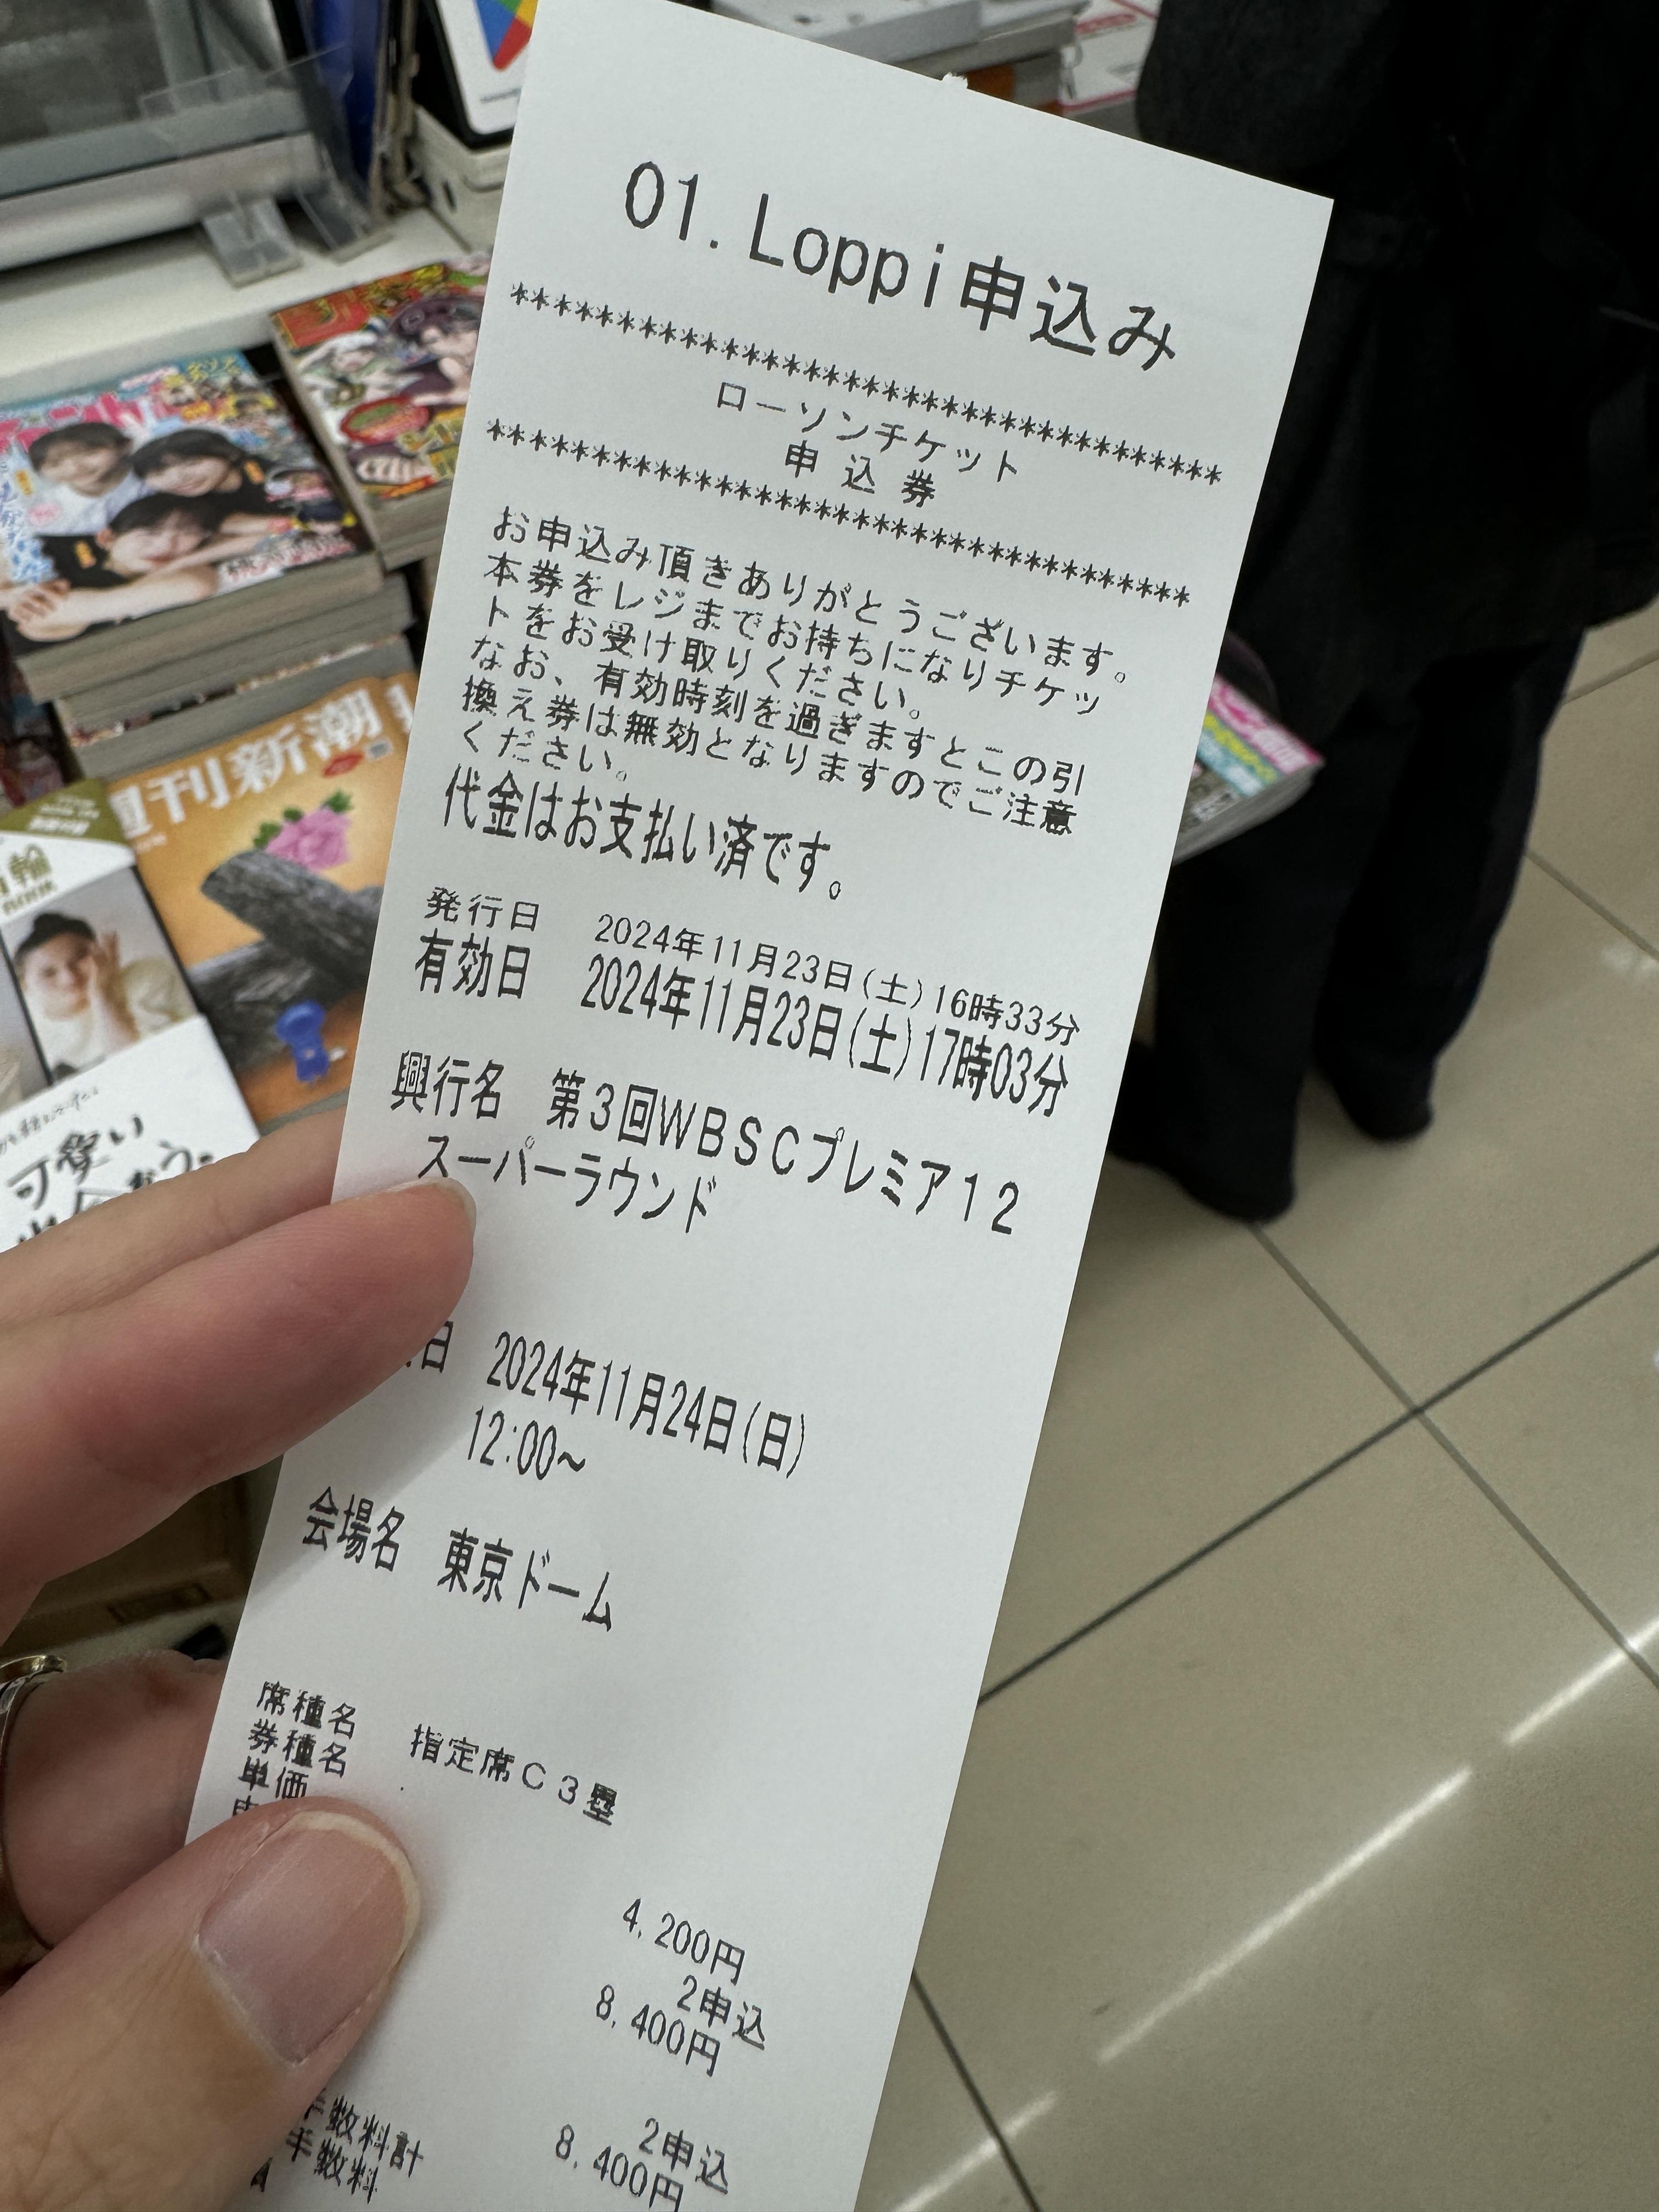 01.Loppi申込み
************************************
ローソンチケット
申 込 券
************************************
お申込み頂きありがとうございます。
本券をレジまでお持ちになりチケッ
トをお受け取りください。
なお、有効時刻を過ぎますとこの引
換え券は無効となりますのでご注意
ください。
代金はお支払い済です。
発行日 2024年11月23日(土)16時33分
有効日 2024年11月23日(土)17時03分
興行名 第3回WBSCプレミア12
スーパーラウンド
日 2024年11月24日(日)
12:00~
会場名 東京ドーム
席種名 指定席C3塁
券種名
単価 4,200円
2申込
8,400円
2申込
手数料計 8,400円
手数料
週刊新潮
可愛い